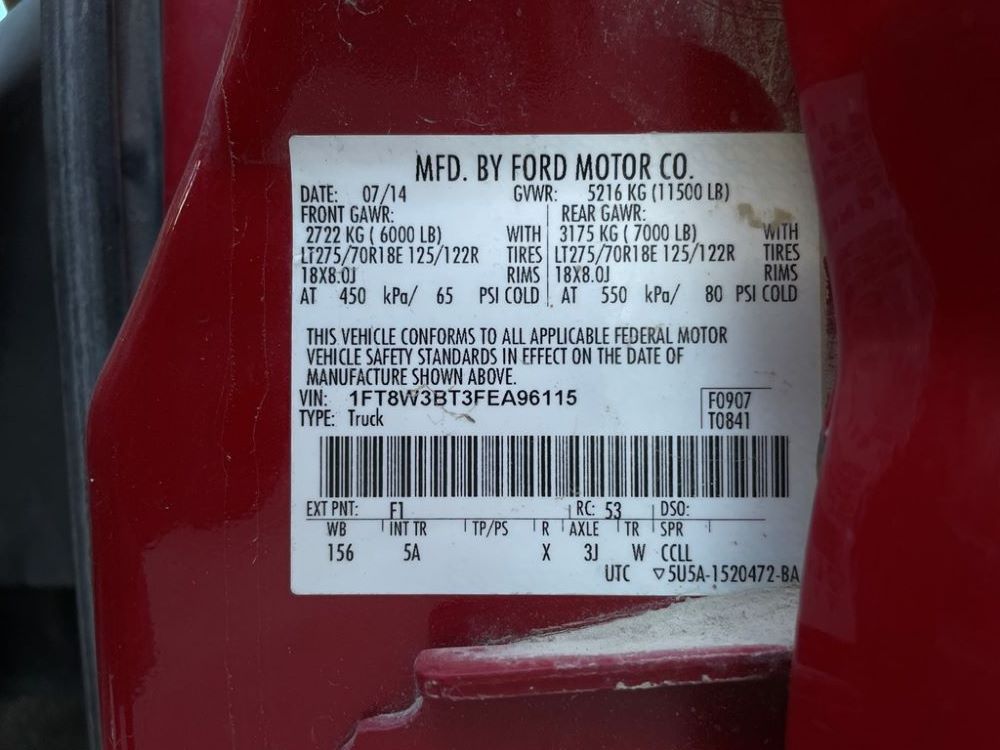 MFD. BY FORD MOTOR CO.
DATE: 07/14 GVWR: 5216 KG (11500 LB)
FRONT GAWR: REAR GAWR:
2722 KG ( 6000 LB) WITH 3175 KG ( 7000 LB) WITH
LT275/70R18E 125/122R TIRES LT275/70R18E 125/122R TIRES
18X8.0J RIMS 18X8.0J RIMS
AT 450 kPa/ 65 PSI COLD AT 550 kPa/ 80 PSI COLD
THIS VEHICLE CONFORMS TO ALL APPLICABLE FEDERAL MOTOR
VEHICLE SAFETY STANDARDS IN EFFECT ON THE DATE OF
MANUFACTURE SHOWN ABOVE.
VIN: 1FT8W3BT3FEA96115 F0907
TYPE: Truck T0841
EXT PNT: F1 RC: 53 DSO:
WB INT TR TP/PS R AXLE TR SPR
156 5A X 3J W CCLL
UTC ▽5U5A-1520472-BA